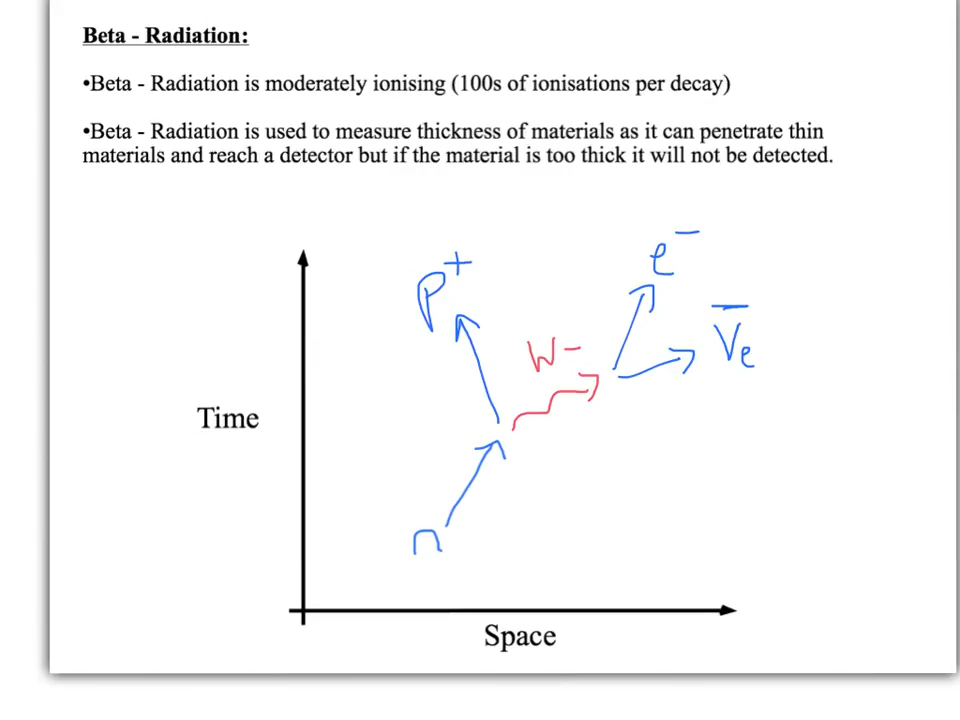 Beta - Radiation:
•Beta - Radiation is moderately ionising (100s of ionisations per decay)
•Beta - Radiation is used to measure thickness of materials as it can penetrate thin
materials and reach a detector but if the material is too thick it will not be detected.
e⁻
p⁺
V̅e
W⁻
Time
n
Space